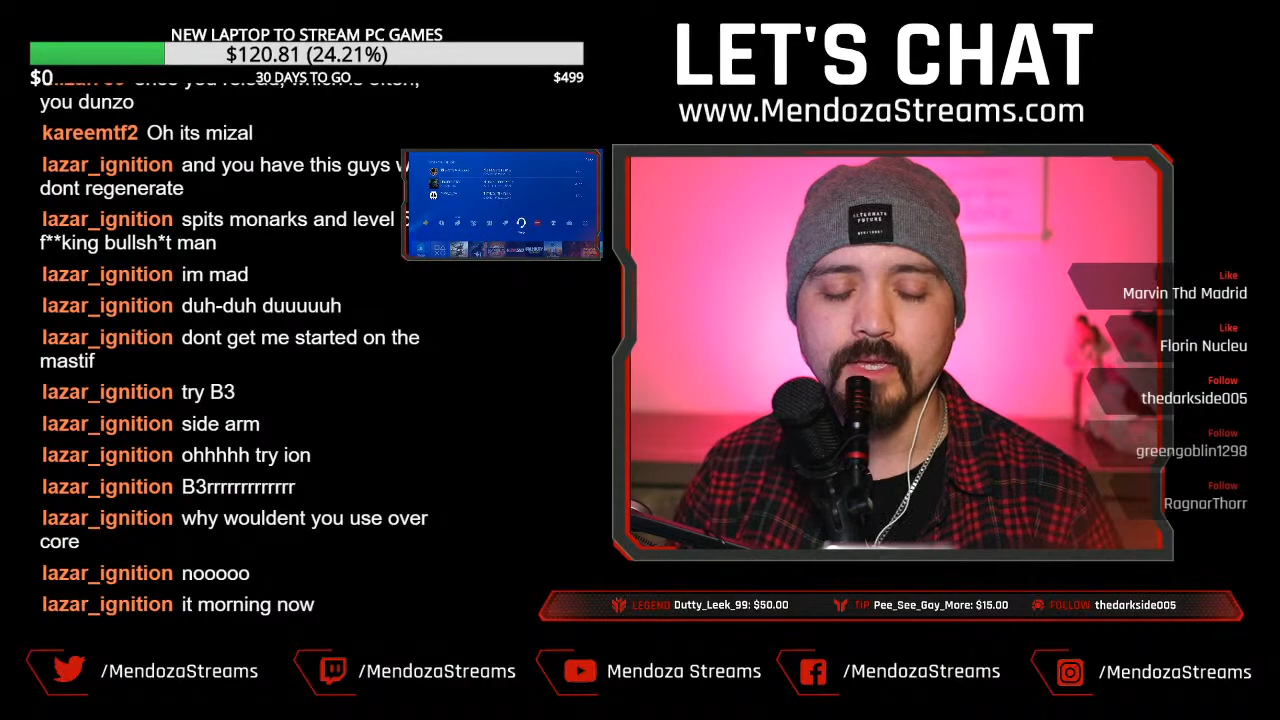 NEW LAPTOP TO STREAM PC GAMES
$120.81 (24.21%)
$0
30 DAYS TO GO
$499
you dunzo
kareemtf2 Oh its mizal
lazar_ignition and you have this guys
dont regenerate
lazar_ignition spits monarks and level
f**king bullsh*t man
lazar_ignition im mad
lazar_ignition duh-duh duuuuuh
lazar_ignition dont get me started on the
mastif
lazar_ignition try B3
lazar_ignition side arm
lazar_ignition ohhhhh try ion
lazar_ignition B3rrrrrrrrrrrrr
lazar_ignition why wouldent you use over
core
lazar_ignition nooooo
lazar_ignition it morning now
LET'S CHAT
www.MendozaStreams.com
ALTERNATE
FUTURE
Like
Marvin Thd Madrid
Like
Florin Nucleu
Follow
thedarkside005
Follow
greengoblin1298
Follow
RagnarThorr
LEGEND Dutty_Leek_99: $50.00
TIP Pee_See_Gay_More: $15.00
FOLLOW thedarkside005
/MendozaStreams
/MendozaStreams
Mendoza Streams
/MendozaStreams
/MendozaStreams